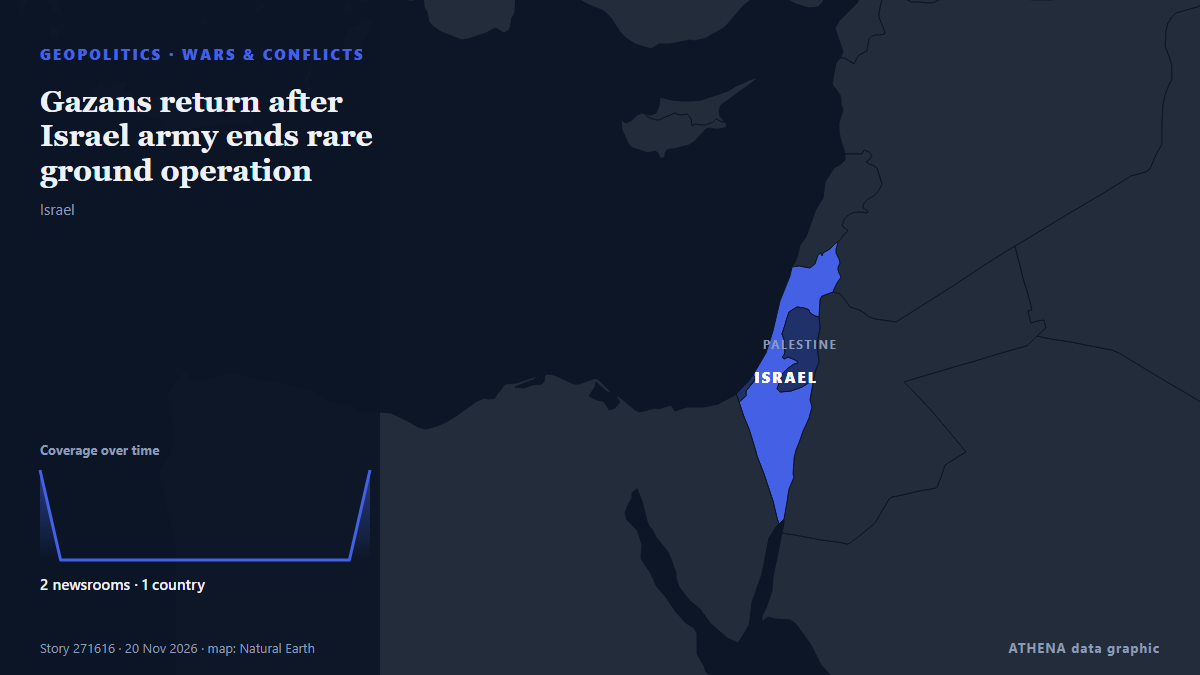 GEOPOLITICS · WARS & CONFLICTS
Gazans return after
Israel army ends rare
ground operation
Israel
PALESTINE
ISRAEL
Coverage over time
2 newsrooms · 1 country
Story 271616 · 20 Nov 2026 · map: Natural Earth
ATHENA data graphic